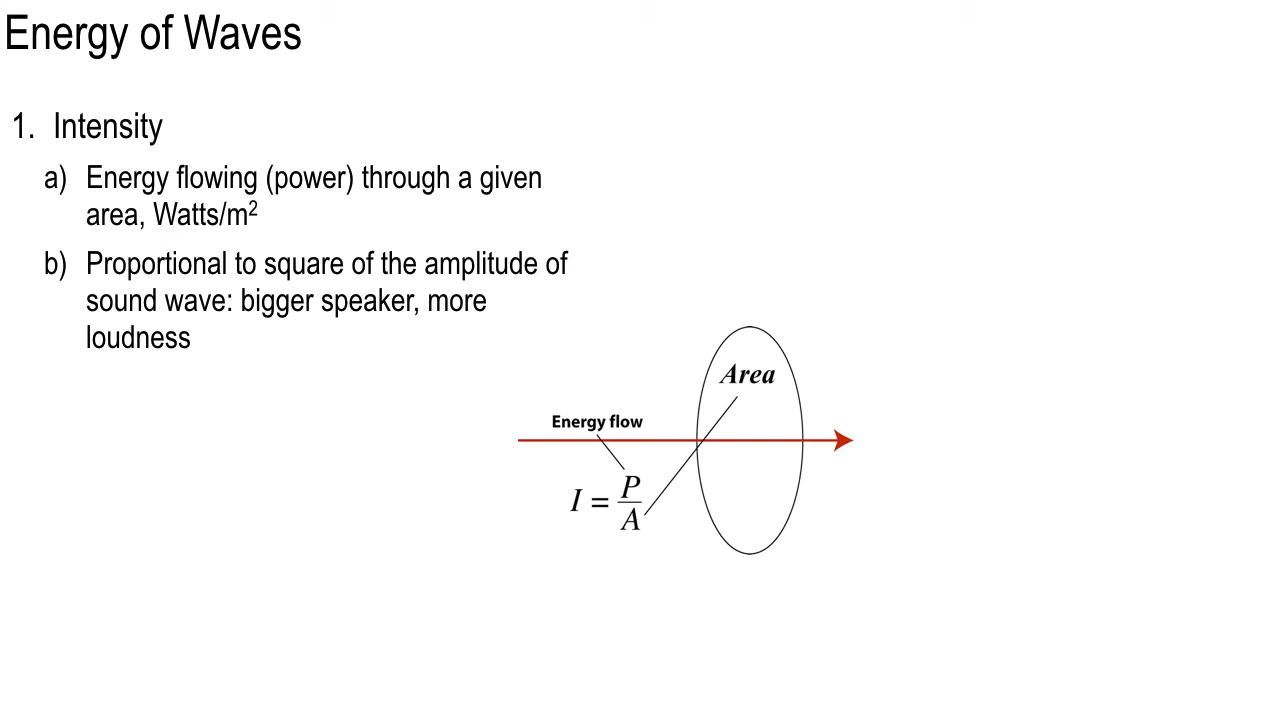 Energy of Waves
1. Intensity
a) Energy flowing (power) through a given
area, Watts/m²
b) Proportional to square of the amplitude of
sound wave: bigger speaker, more
loudness
Area
Energy flow
I = P/A